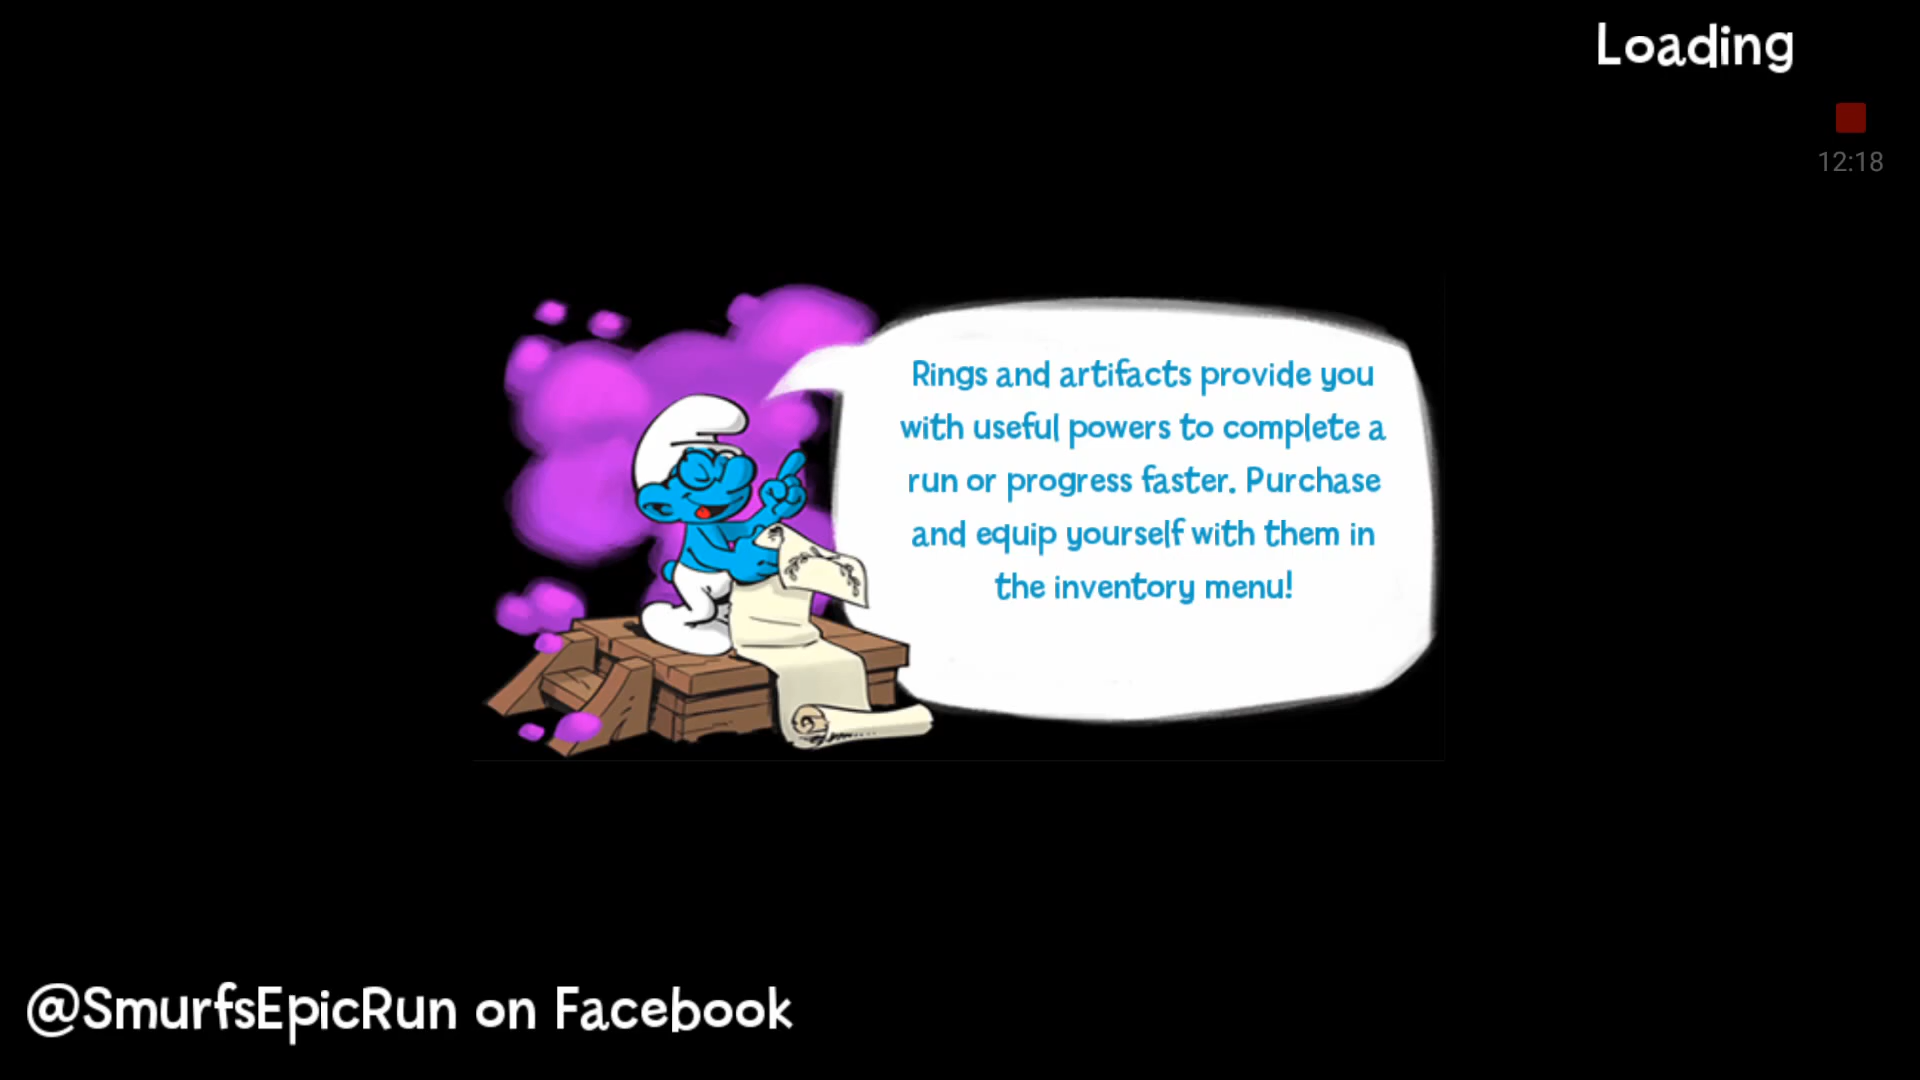 Loading
12:18
Rings and artifacts provide you
with useful powers to complete a
run or progress faster. Purchase
and equip yourself with them in
the inventory menu!
@SmurfsEpicRun on Facebook